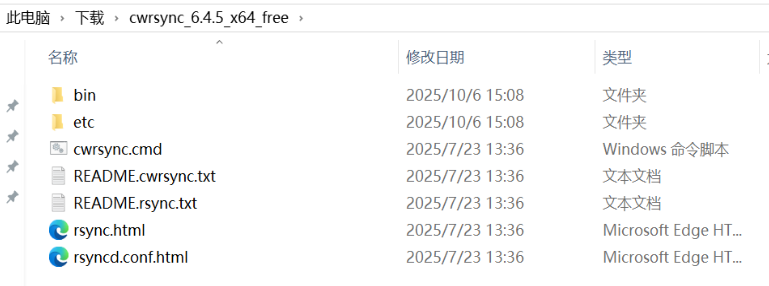 此电脑 › 下载 › cwrsync_6.4.5_x64_free ›
名称 修改日期 类型
bin 2025/10/6 15:08 文件夹
etc 2025/10/6 15:08 文件夹
cwrsync.cmd 2025/7/23 13:36 Windows 命令脚本
README.cwrsync.txt 2025/7/23 13:36 文本文档
README.rsync.txt 2025/7/23 13:36 文本文档
rsync.html 2025/7/23 13:36 Microsoft Edge HT...
rsyncd.conf.html 2025/7/23 13:36 Microsoft Edge HT...